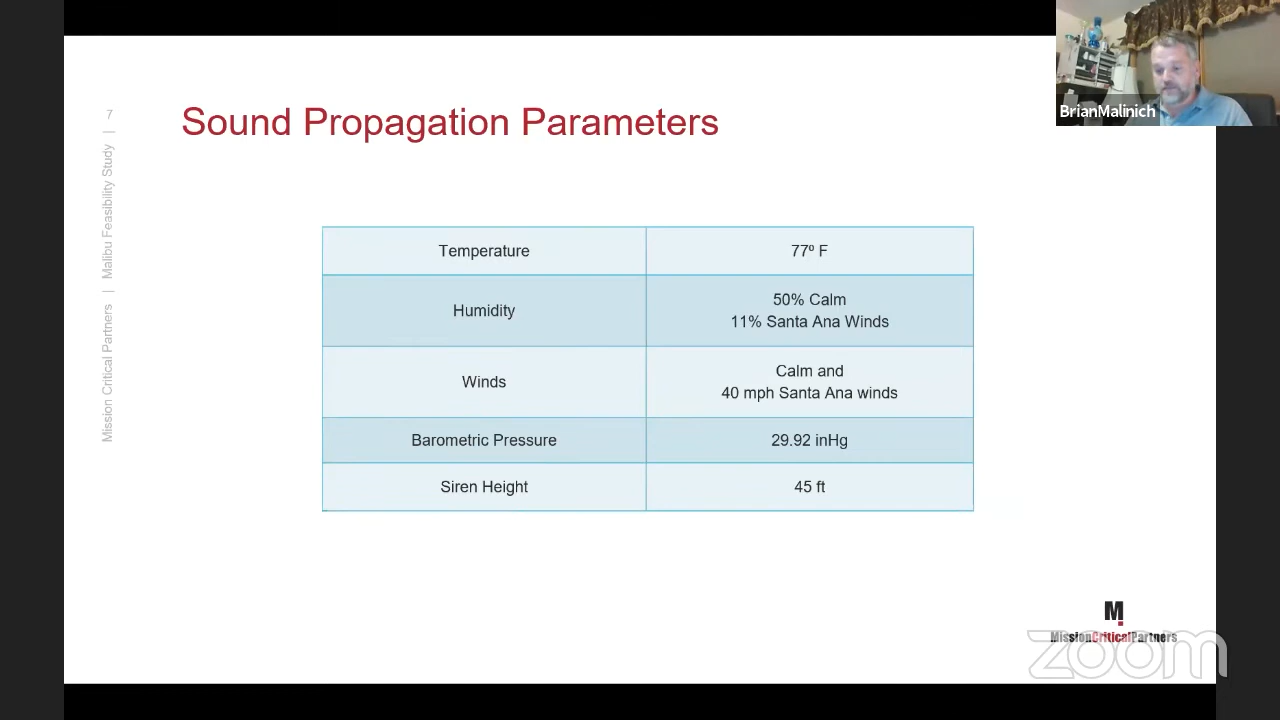 BrianMalinich
7
Sound Propagation Parameters
Mission Critical Partners | Malibu Feasibility Study |
Temperature
77º F
Humidity
50% Calm
11% Santa Ana Winds
Winds
Calm and
40 mph Santa Ana winds
Barometric Pressure
29.92 inHg
Siren Height
45 ft
M
MissionCriticalPartners
zoom